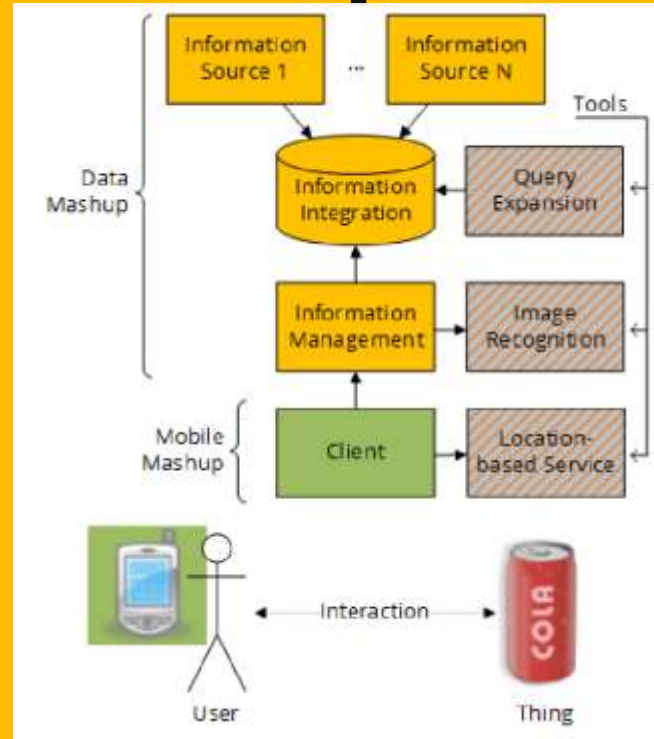 Information
Source 1
...
Information
Source N
Tools
Data
Mashup
Information
Integration
Query
Expansion
Information
Management
Image
Recognition
Mobile
Mashup
Client
Location-
based Service
Interaction
COLA
User
Thing